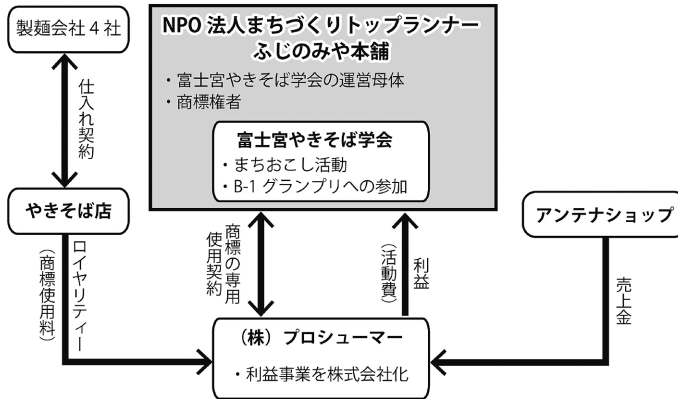 製麺会社4社
NPO 法人まちづくりトップランナー
ふじのみや本舗
・富士宮やきそば学会の運営母体
・商標権者
富士宮やきそば学会
・まちおこし活動
・B-1 グランプリへの参加
仕入れ契約
やきそば店
アンテナショップ
ロイヤリティー
(商標使用料)
商標の専用
使用契約
利益
(活動費)
売上金
(株)プロシューマー
・利益事業を株式会社化